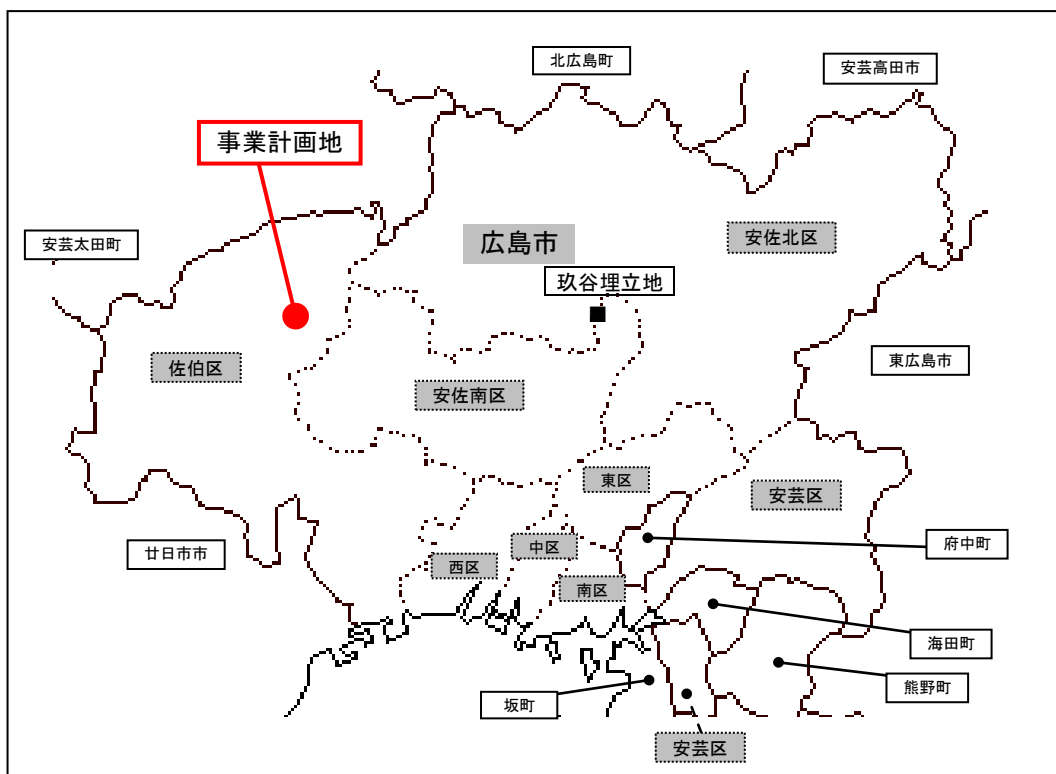 北広島町
安芸高田市
事業計画地
安芸太田町
広島市
安佐北区
玖谷埋立地
佐伯区
安佐南区
東広島市
東区
安芸区
廿日市市
中区
西区
南区
府中町
海田町
熊野町
坂町
安芸区